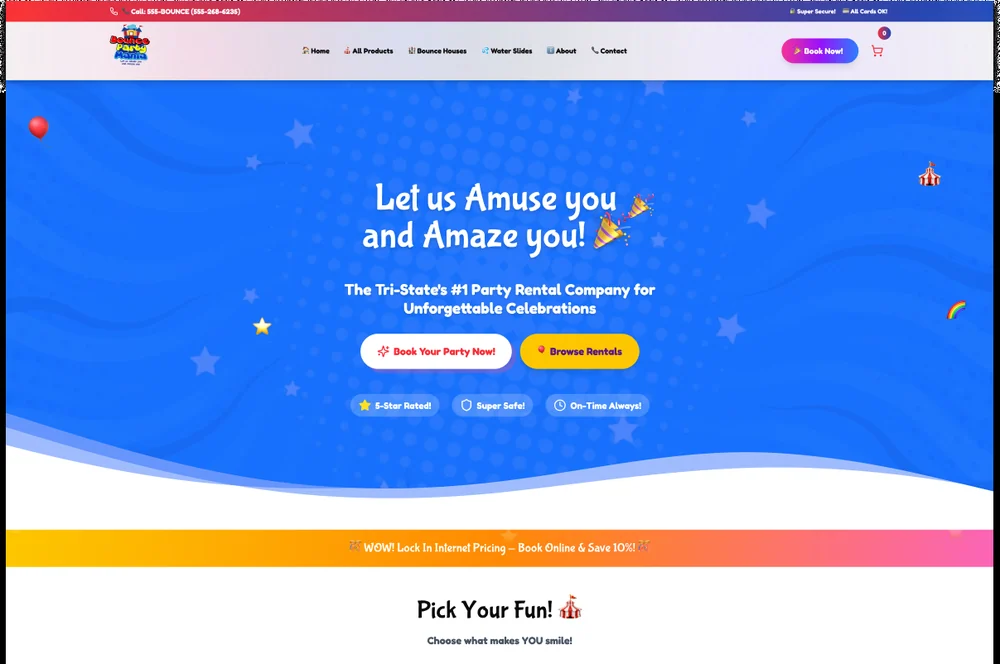 Call: 555-BOUNCE (555-268-6235)
Super Secure!
All Cards OK!
Bounce
Party
Mania
Home
All Products
Bounce Houses
Water Slides
About
Contact
Book Now!
0
Let us Amuse you
and Amaze you!
The Tri-State's #1 Party Rental Company for
Unforgettable Celebrations
Book Your Party Now!
Browse Rentals
5-Star Rated!
Super Safe!
On-Time Always!
WOW! Lock In Internet Pricing – Book Online & Save 10%!
Pick Your Fun!
Choose what makes YOU smile!